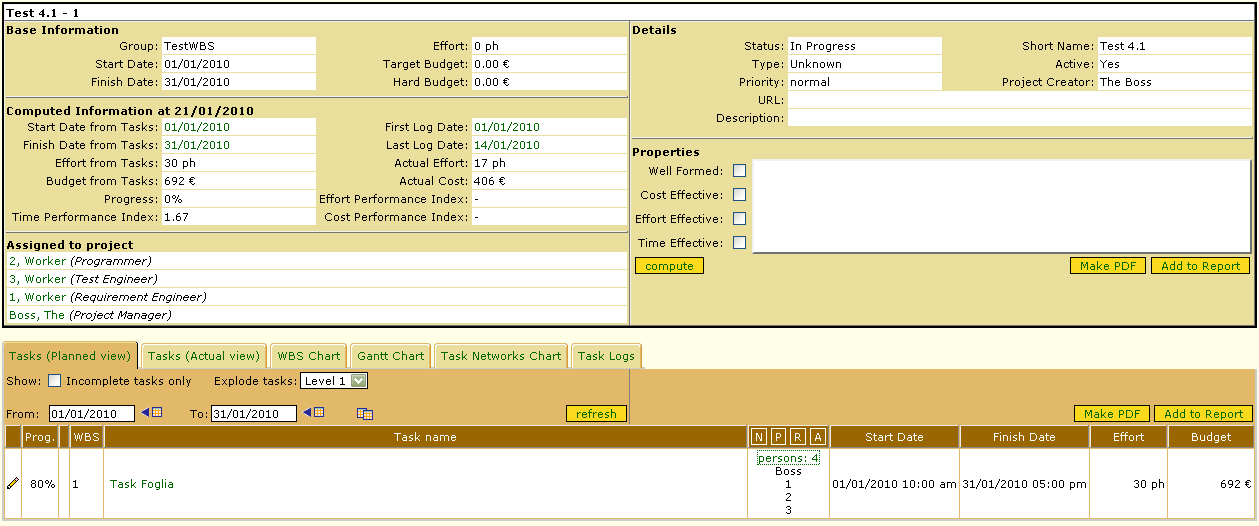 Test 4.1 - 1
Base Information
Group: TestWBS Effort: 0 ph
Start Date: 01/01/2010 Target Budget: 0.00 €
Finish Date: 31/01/2010 Hard Budget: 0.00 €
Computed Information at 21/01/2010
Start Date from Tasks: 01/01/2010 First Log Date: 01/01/2010
Finish Date from Tasks: 31/01/2010 Last Log Date: 14/01/2010
Effort from Tasks: 30 ph Actual Effort: 17 ph
Budget from Tasks: 692 € Actual Cost: 406 €
Progress: 0% Effort Performance Index: -
Time Performance Index: 1.67 Cost Performance Index: -
Assigned to project
2, Worker (Programmer)
3, Worker (Test Engineer)
1, Worker (Requirement Engineer)
Boss, The (Project Manager)
Details
Status: In Progress Short Name: Test 4.1
Type: Unknown Active: Yes
Priority: normal Project Creator: The Boss
URL:
Description:
Properties
Well Formed:
Cost Effective:
Effort Effective:
Time Effective:
compute Make PDF Add to Report
Tasks (Planned view) Tasks (Actual view) WBS Chart Gantt Chart Task Networks Chart Task Logs
Show: Incomplete tasks only Explode tasks: Level 1
From: 01/01/2010 To: 31/01/2010 refresh Make PDF Add to Report
Prog. WBS Task name N P R A Start Date Finish Date Effort Budget
persons: 4
Boss
80% 1 Task Foglia 1 01/01/2010 10:00 am 31/01/2010 05:00 pm 30 ph 692 €
2
3